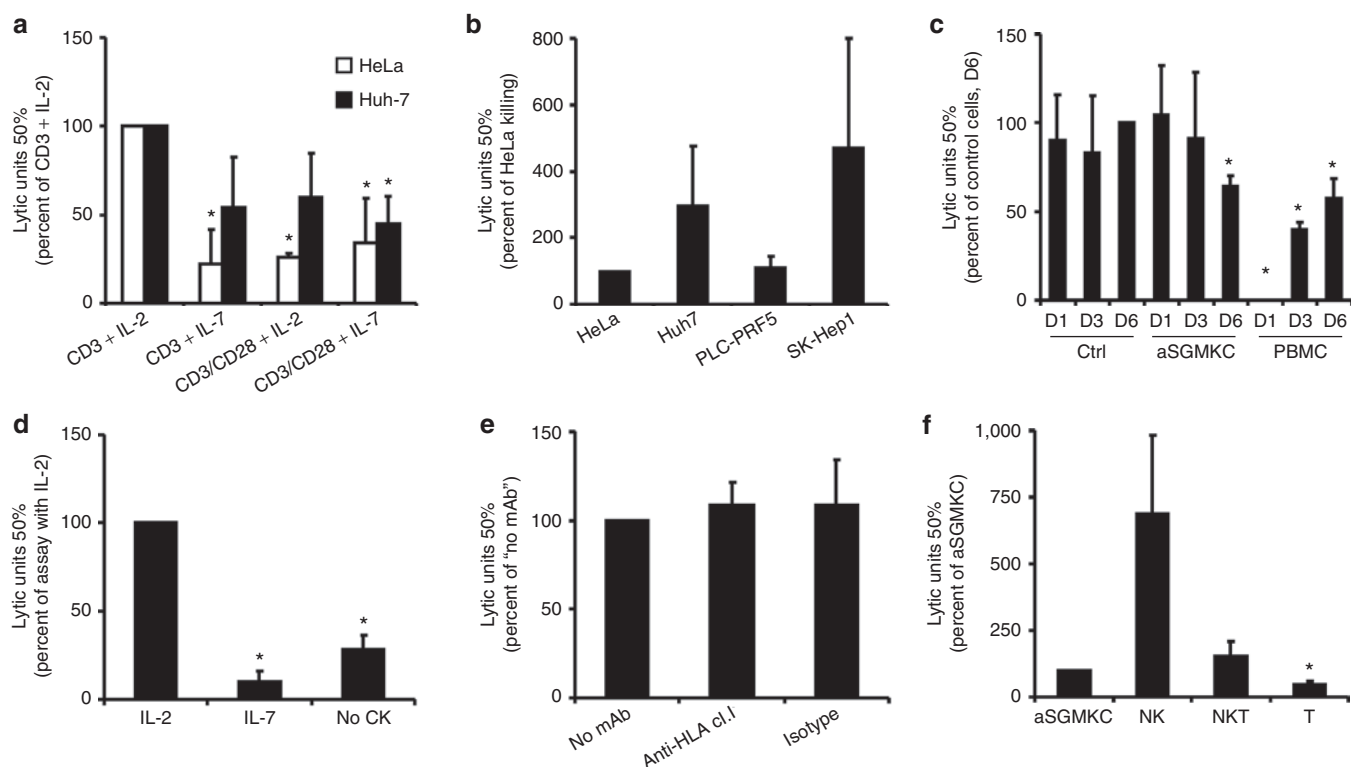 a
Lytic units 50%
(percent of CD3 + IL-2)
150
100
50
0
HeLa
Huh-7
*
*
*
*
CD3 + IL-2
CD3 + IL-7
CD3/CD28 + IL-2
CD3/CD28 + IL-7
b
Lytic units 50%
(percent of HeLa killing)
800
600
400
200
0
HeLa
Huh7
PLC-PRF5
SK-Hep1
c
Lytic units 50%
(percent of control cells, D6)
150
100
50
0
*
*
*
*
D1 D3 D6 D1 D3 D6 D1 D3 D6
Ctrl aSGMKC PBMC
d
Lytic units 50%
(percent of assay with IL-2)
150
100
50
0
*
*
IL-2 IL-7 No CK
e
Lytic units 50%
(percent of "no mAb")
150
100
50
0
No mAb
Anti-HLA cl.I
Isotype
f
Lytic units 50%
(percent of aSGMKC)
1,000
750
500
250
0
*
aSGMKC NK NKT T